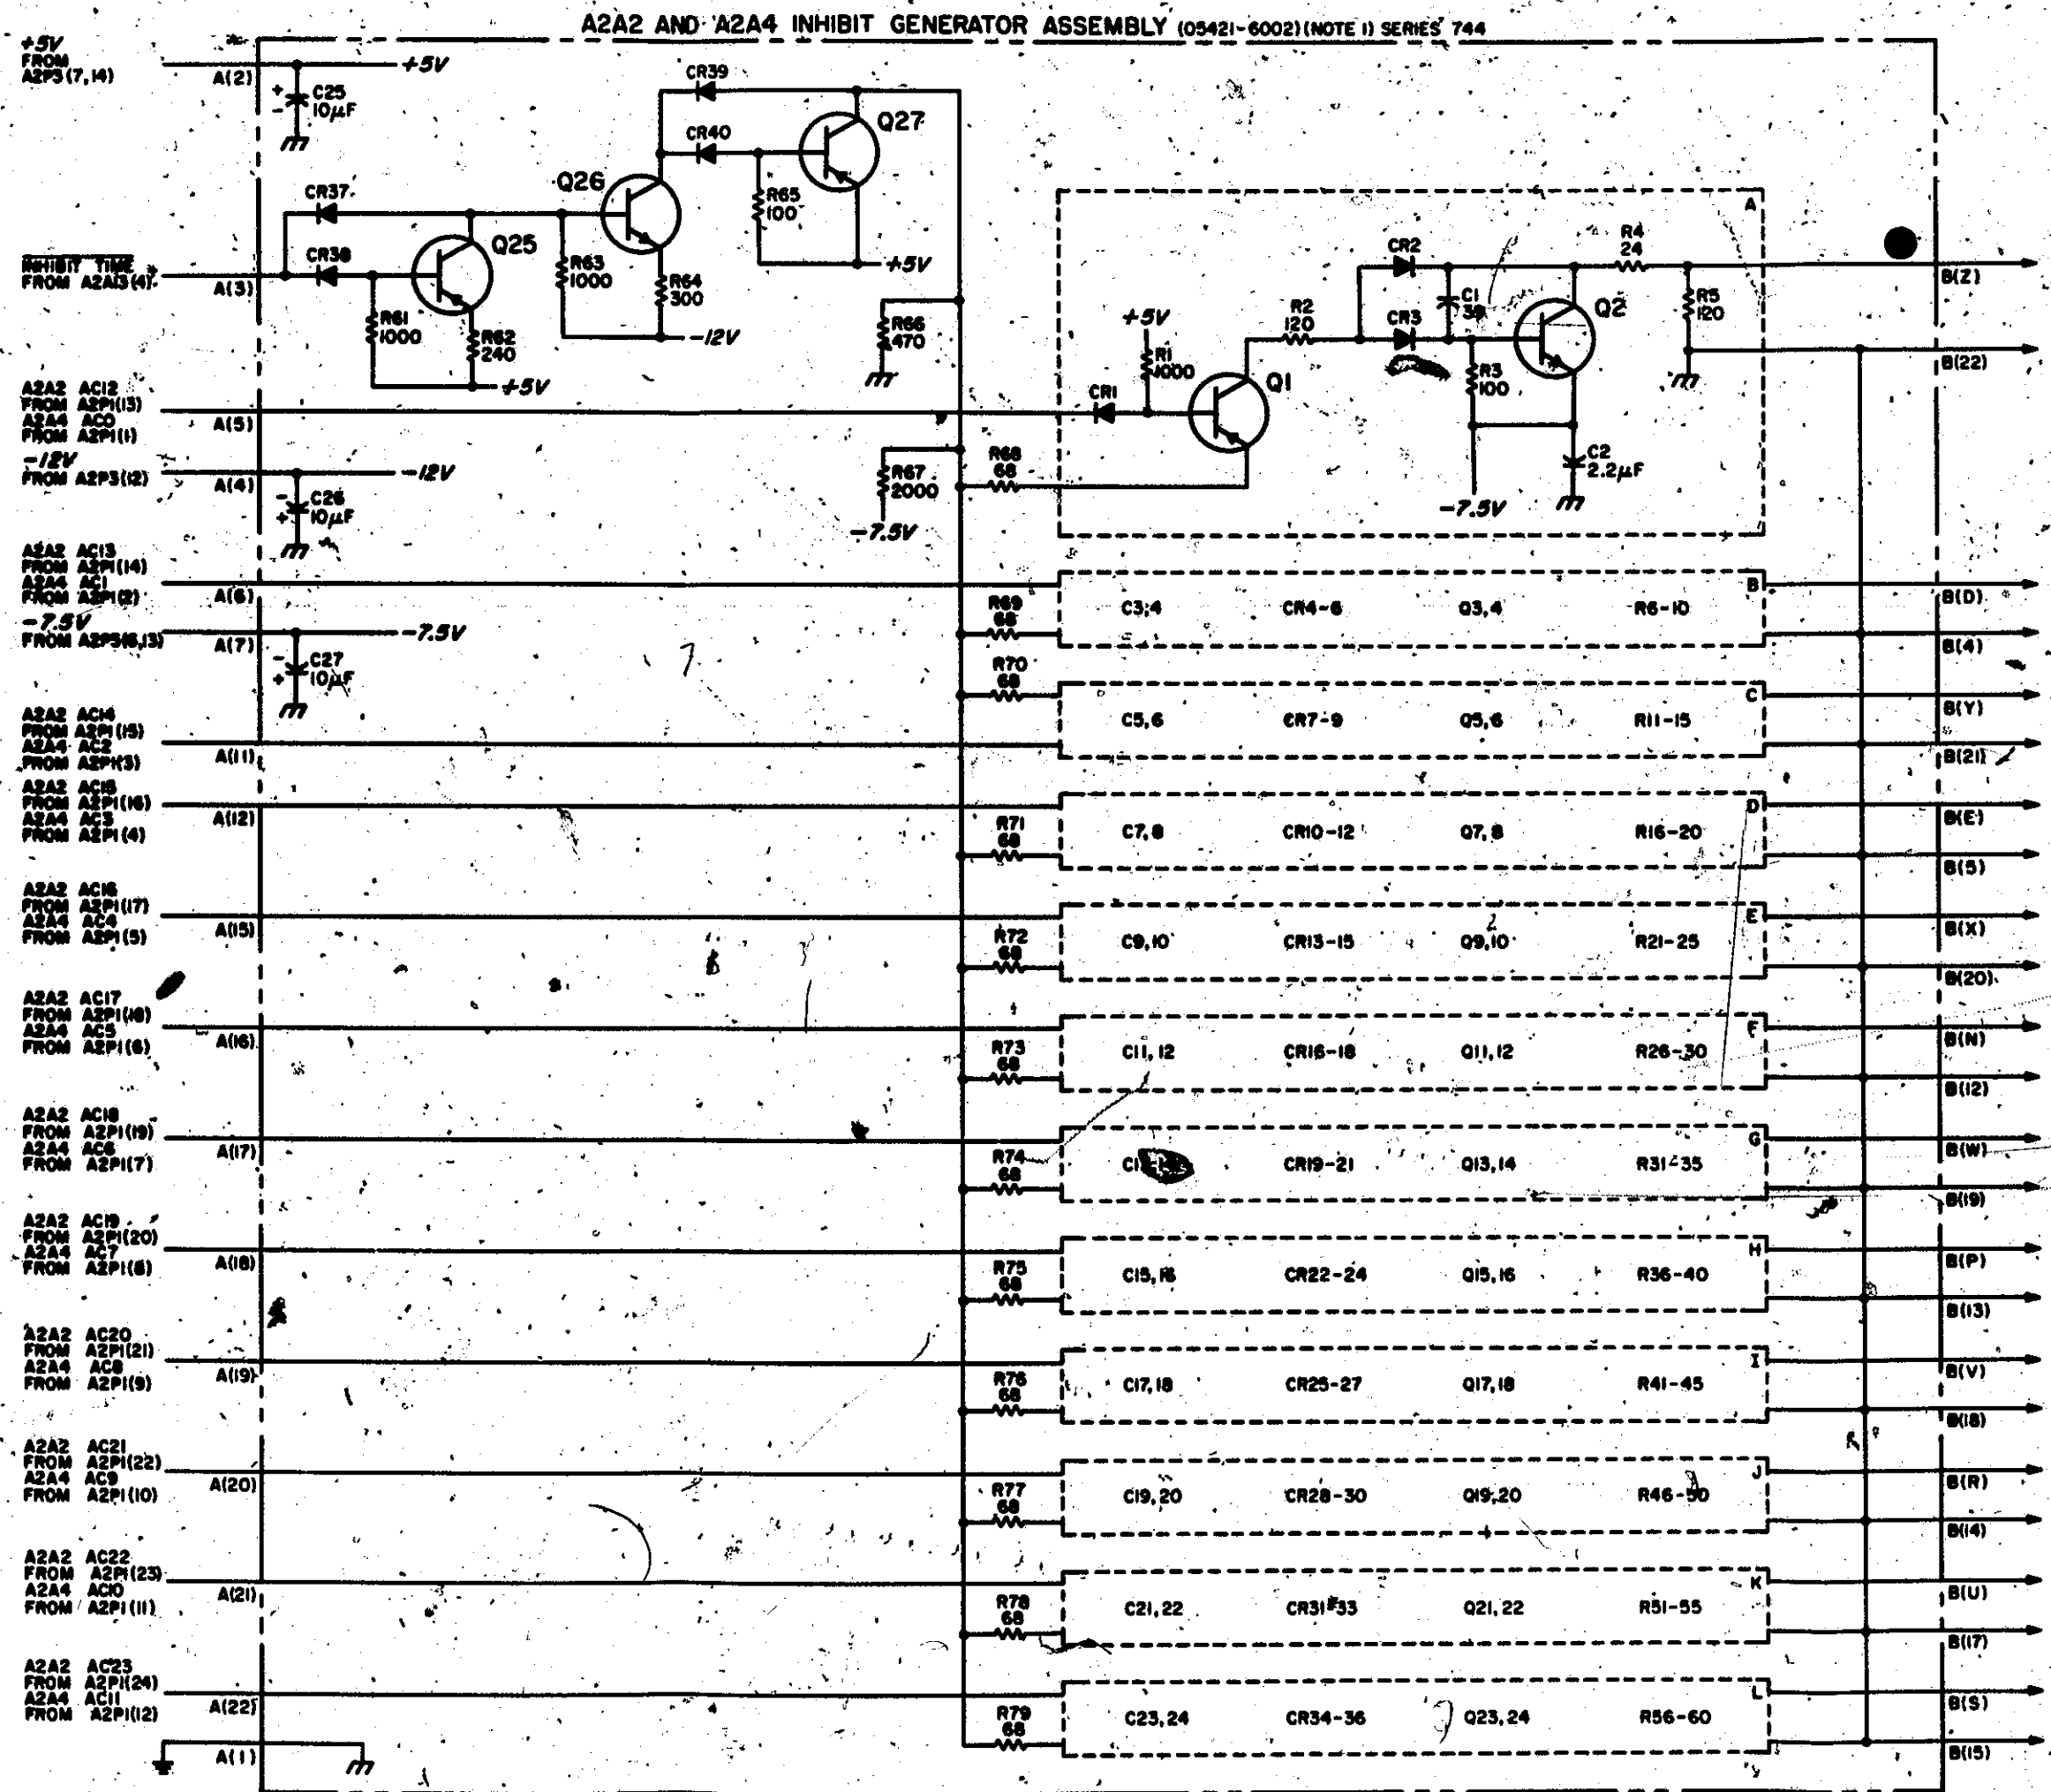 A2A2 AND A2A4 INHIBIT GENERATOR ASSEMBLY (05421-6002) (NOTE 1) SERIES 744
+5V
FROM
A2P3(7,14)
A(2)
+5V
C25
10µF
CR39
CR40
Q27
R65
100
+5V
CR37
Q26
CR38
Q25
INHIBIT TIME
FROM A2A13(4)
A(3)
R61
1000
R62
240
+5V
R63
1000
R64
300
-12V
R66
470
A
CR2
R4
24
B(Z)
R2
120
CR3
C1
39
Q2
R5
120
B(22)
+5V
R1
1000
CR1
Q1
R3
100
C2
2.2µF
-7.5V
A2A2 AC12
FROM A2P1(13)
A2A4 AC0
FROM A2P1(1)
A(5)
-12V
FROM A2P3(12)
A(4)
-12V
C26
10µF
R67
2000
-7.5V
R68
68
A2A2 AC13
FROM A2P1(14)
A2A4 AC1
FROM A2P1(2)
A(6)
R69
68
B
C3,4 CR4-6 Q3,4 R6-10
B(D)
B(4)
-7.5V
FROM A2P3(6,13)
A(7)
-7.5V
C27
10µF
R70
68
A2A2 AC14
FROM A2P1(15)
A2A4 AC2
FROM A2P1(3)
A(11)
C
C5,6 CR7-9 Q5,6 R11-15
B(Y)
B(21)
A2A2 AC15
FROM A2P1(16)
A2A4 AC3
FROM A2P1(4)
A(12)
R71
68
D
C7,8 CR10-12 Q7,8 R16-20
B(E)
B(5)
A2A2 AC16
FROM A2P1(17)
A2A4 AC4
FROM A2P1(5)
A(15)
R72
68
E
C9,10 CR13-15 Q9,10 R21-25
B(X)
B(20)
A2A2 AC17
FROM A2P1(18)
A2A4 AC5
FROM A2P1(6)
A(16)
R73
68
F
C11,12 CR16-18 Q11,12 R26-30
B(N)
B(12)
A2A2 AC18
FROM A2P1(19)
A2A4 AC6
FROM A2P1(7)
A(17)
R74
68
G
CR19-21 Q13,14 R31-35
B(W)
B(19)
A2A2 AC19
FROM A2P1(20)
A2A4 AC7
FROM A2P1(8)
A(18)
R75
68
H
C15,16 CR22-24 Q15,16 R36-40
B(P)
B(13)
A2A2 AC20
FROM A2P1(21)
A2A4 AC8
FROM A2P1(9)
A(19)
R76
68
I
C17,18 CR25-27 Q17,18 R41-45
B(V)
B(18)
A2A2 AC21
FROM A2P1(22)
A2A4 AC9
FROM A2P1(10)
A(20)
R77
68
J
C19,20 CR28-30 Q19,20 R46-50
B(R)
B(14)
A2A2 AC22
FROM A2P1(23)
A2A4 AC10
FROM A2P1(11)
A(21)
R78
68
K
C21,22 CR31-33 Q21,22 R51-55
B(U)
B(17)
A2A2 AC23
FROM A2P1(24)
A2A4 AC11
FROM A2P1(12)
A(22)
R79
68
L
C23,24 CR34-36 Q23,24 R56-60
B(S)
B(15)
A(1)